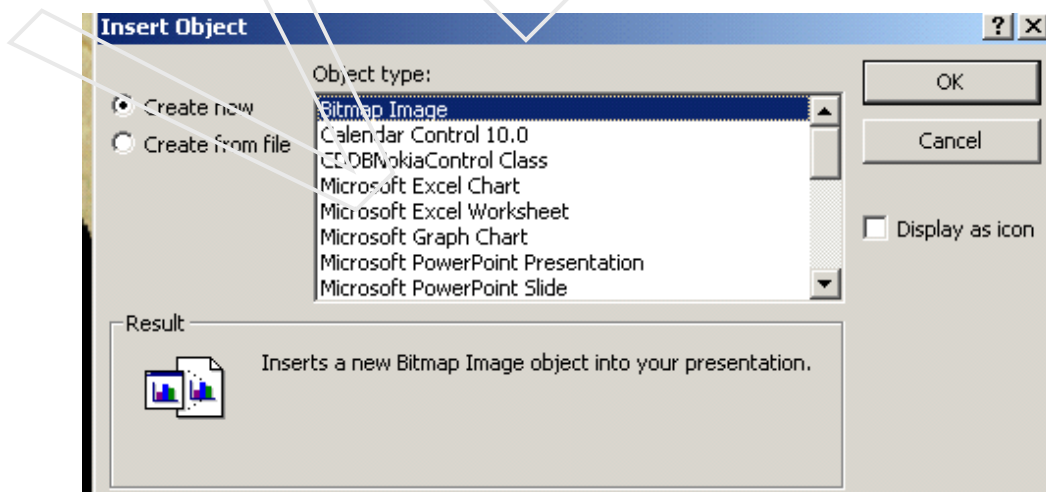 Insert Object
Object type:
Create new
Create from file
Bitmap Image
Calendar Control 10.0
CDDBNokiaControl Class
Microsoft Excel Chart
Microsoft Excel Worksheet
Microsoft Graph Chart
Microsoft PowerPoint Presentation
Microsoft PowerPoint Slide
OK
Cancel
Display as icon
Result
Inserts a new Bitmap Image object into your presentation.